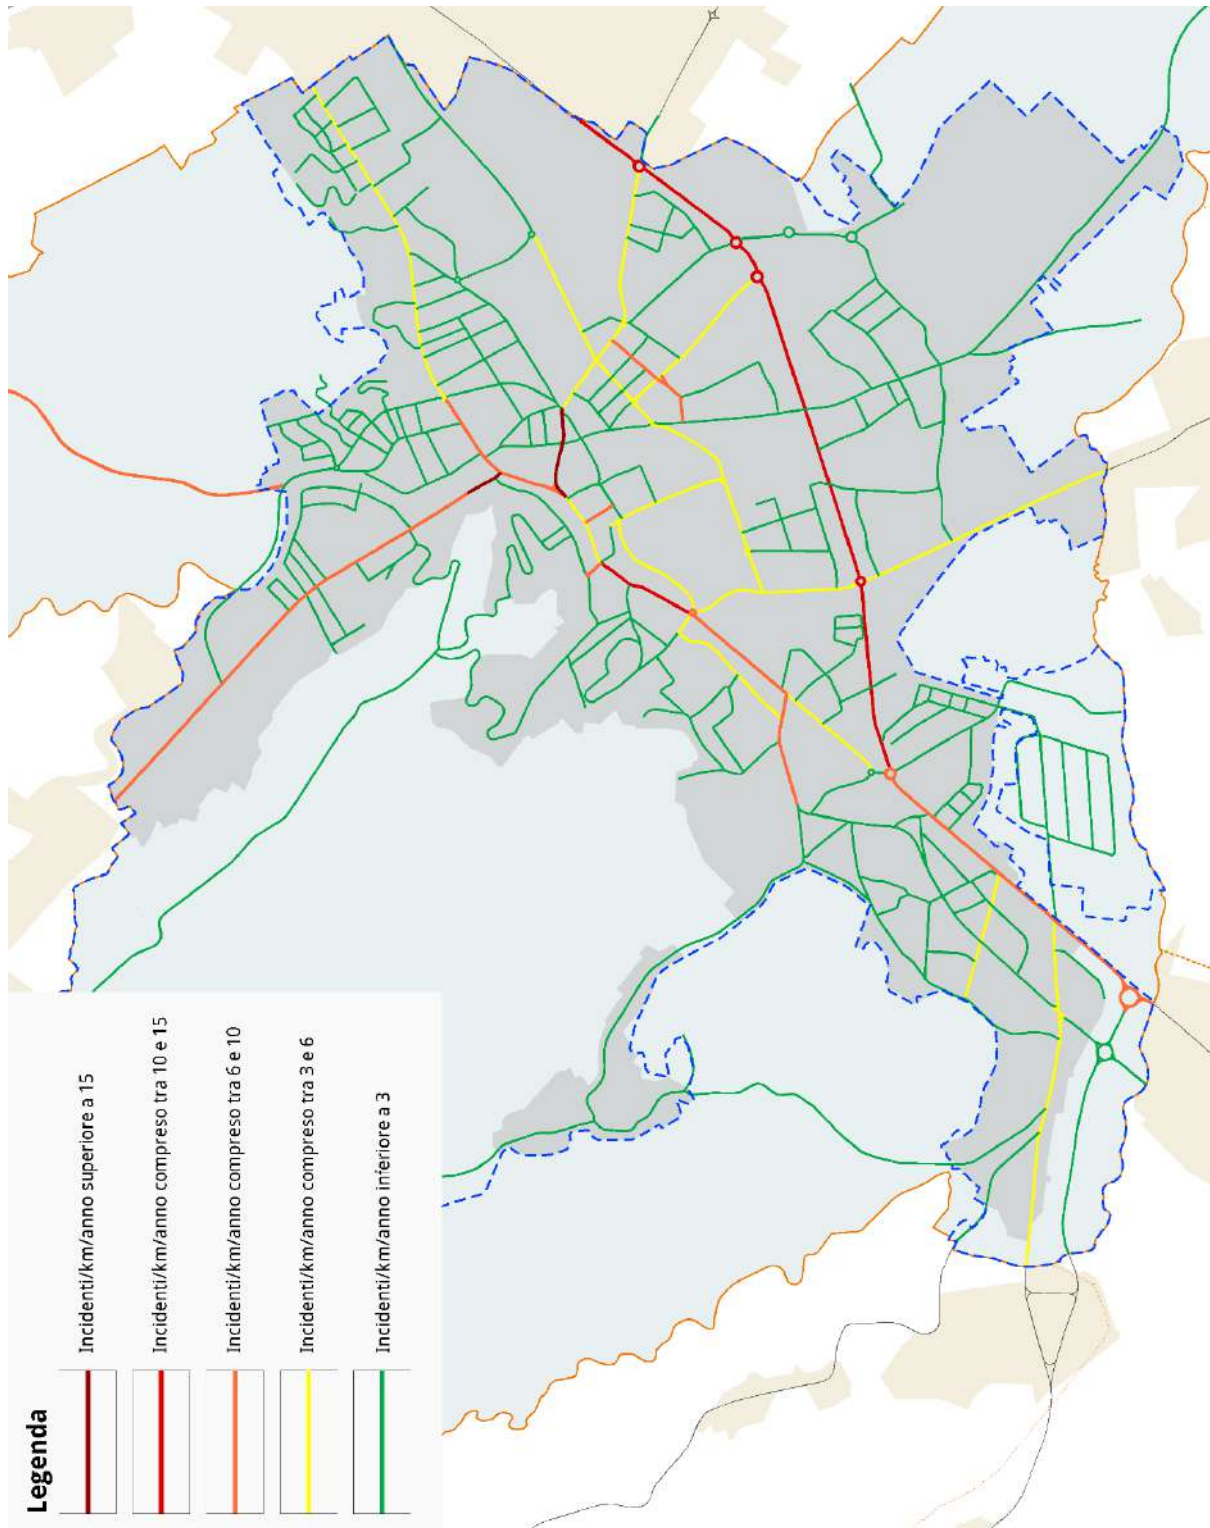 Legenda
Incidenti/km/anno superiore a 15
Incidenti/km/anno compreso tra 10 e 15
Incidenti/km/anno compreso tra 6 e 10
Incidenti/km/anno compreso tra 3 e 6
Incidenti/km/anno inferiore a 3